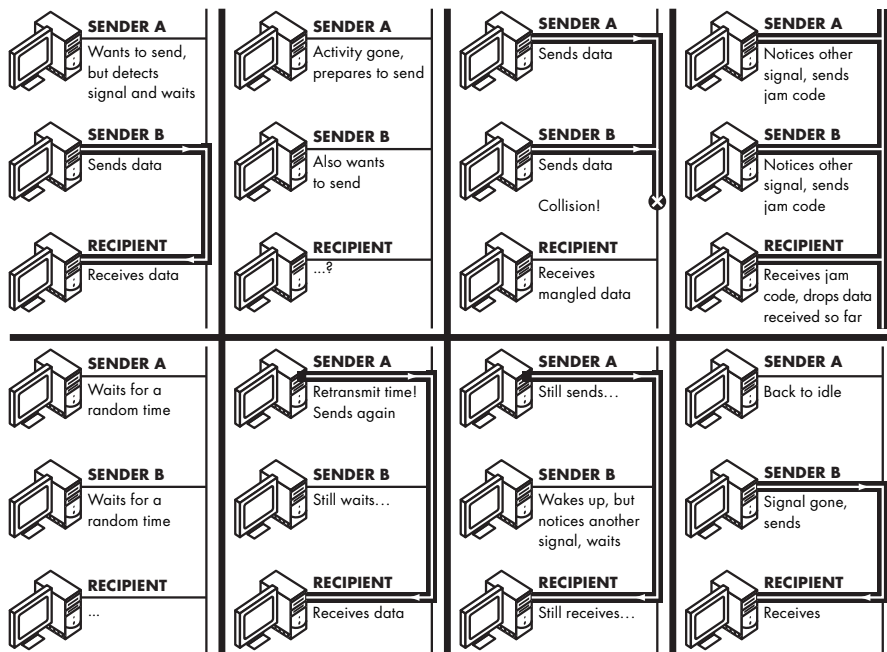 SENDER A
Wants to send,
but detects
signal and waits
SENDER B
Sends data
RECIPIENT
Receives data
SENDER A
Activity gone,
prepares to send
SENDER B
Also wants
to send
RECIPIENT
...?
SENDER A
Sends data
SENDER B
Sends data
Collision!
RECIPIENT
Receives
mangled data
SENDER A
Notices other
signal, sends
jam code
SENDER B
Notices other
signal, sends
jam code
RECIPIENT
Receives jam
code, drops data
received so far
SENDER A
Waits for a
random time
SENDER B
Waits for a
random time
RECIPIENT
...
SENDER A
Retransmit time!
Sends again
SENDER B
Still waits...
RECIPIENT
Receives data
SENDER A
Still sends...
SENDER B
Wakes up, but
notices another
signal, waits
RECIPIENT
Still receives...
SENDER A
Back to idle
SENDER B
Signal gone,
sends
RECIPIENT
Receives